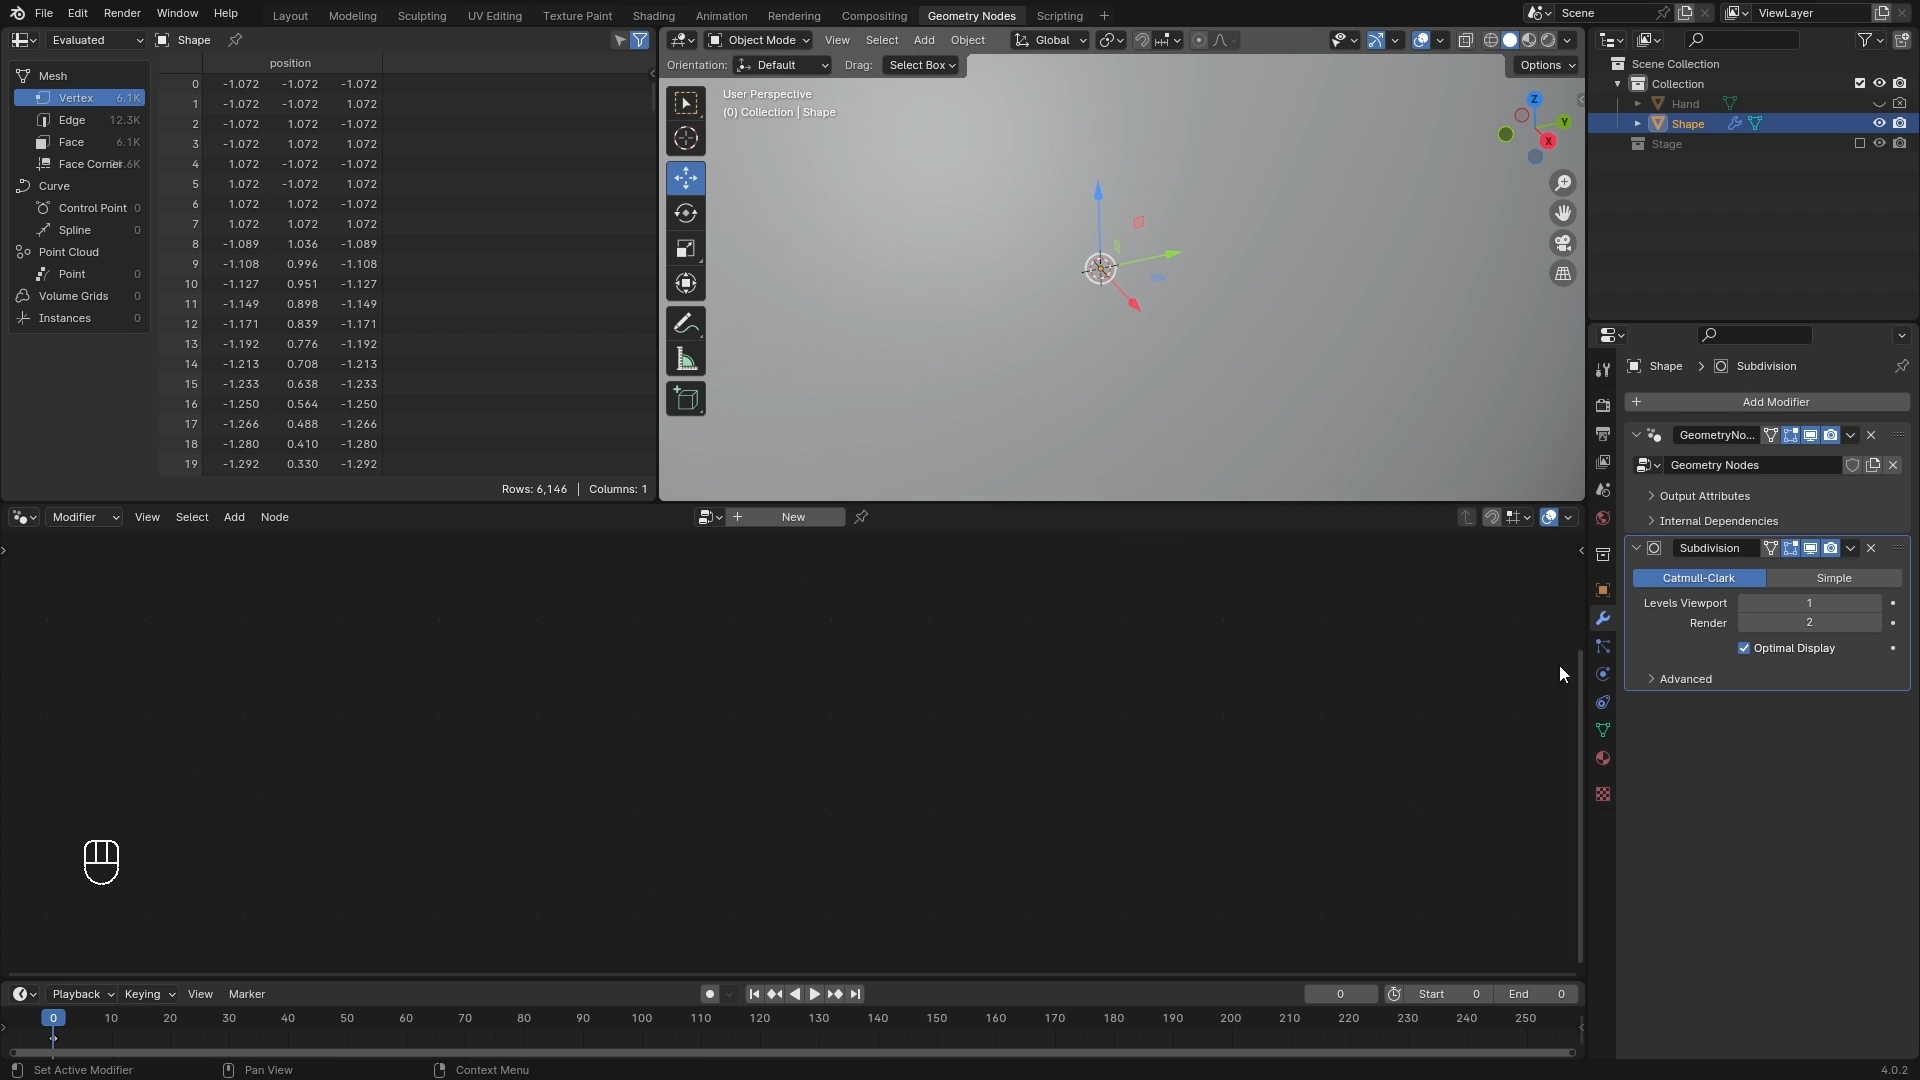 File Edit Render Window Help Layout Modeling Sculpting UV Editing Texture Paint Shading Animation Rendering Compositing Geometry Nodes Scripting + Scene ViewLayer
Evaluated Shape
Object Mode View Select Add Object Global
Orientation: Default Drag: Select Box Options
Mesh
Vertex 6.1K
Edge 12.3K
Face 6.1K
Face Corner
Curve
Control Point 0
Spline 0
Point Cloud
Point 0
Volume Grids 0
Instances 0
position
0 -1.072 -1.072 -1.072
1 -1.072 -1.072 1.072
2 -1.072 1.072 -1.072
3 -1.072 1.072 1.072
4 1.072 -1.072 -1.072
5 1.072 -1.072 1.072
6 1.072 1.072 -1.072
7 1.072 1.072 1.072
8 -1.089 1.036 -1.089
9 -1.108 0.996 -1.108
10 -1.127 0.951 -1.127
11 -1.149 0.898 -1.149
12 -1.171 0.839 -1.171
13 -1.192 0.776 -1.192
14 -1.213 0.708 -1.213
15 -1.233 0.638 -1.233
16 -1.250 0.564 -1.250
17 -1.266 0.488 -1.266
18 -1.280 0.410 -1.280
19 -1.292 0.330 -1.292
Rows: 6,146 | Columns: 1
User Perspective
(0) Collection | Shape
Z
Y
X
Scene Collection
Collection
Hand
Shape
Stage
Shape Subdivision
+ Add Modifier
GeometryNo...
Geometry Nodes
Output Attributes
Internal Dependencies
Subdivision
Catmull-Clark Simple
Levels Viewport 1
Render 2
Optimal Display
Advanced
Modifier View Select Add Node + New
Playback Keying View Marker 0 Start 0 End 0
0 10 20 30 40 50 60 70 80 90 100 110 120 130 140 150 160 170 180 190 200 210 220 230 240 250
Set Active Modifier Pan View Context Menu 4.0.2